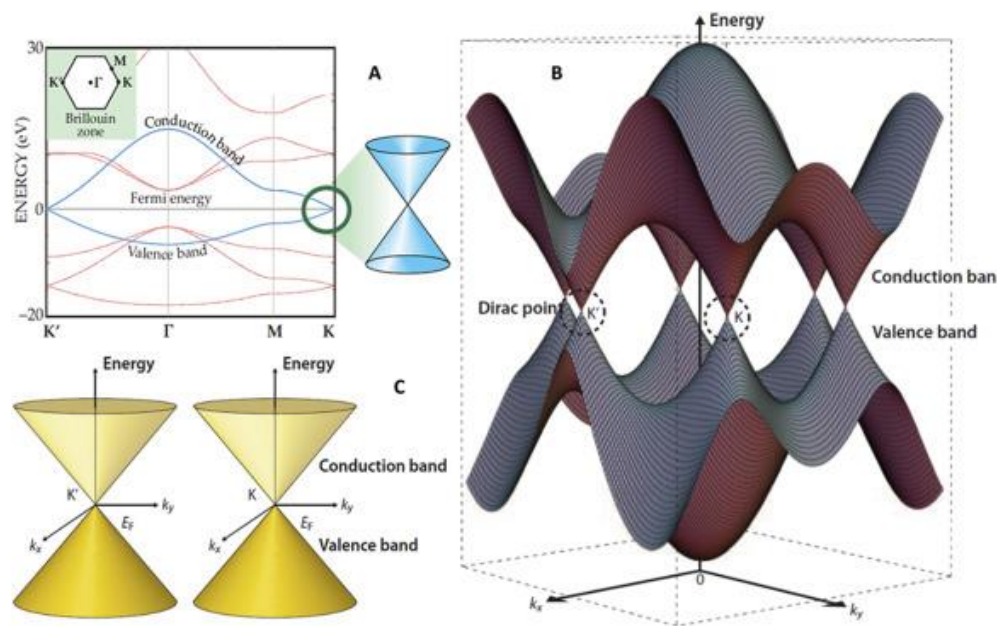 A
30
M
K'
Γ
K
Brillouin
zone
Conduction
band
ENERGY (eV)
Fermi energy
0
Valence band
−20
K'
Γ
M
K
Energy
B
Conduction ban
Dirac point
K'
K
Valence band
0
kx
ky
C
Energy
Energy
Conduction band
K'
ky
EF
kx
K
ky
EF
kx
Valence band